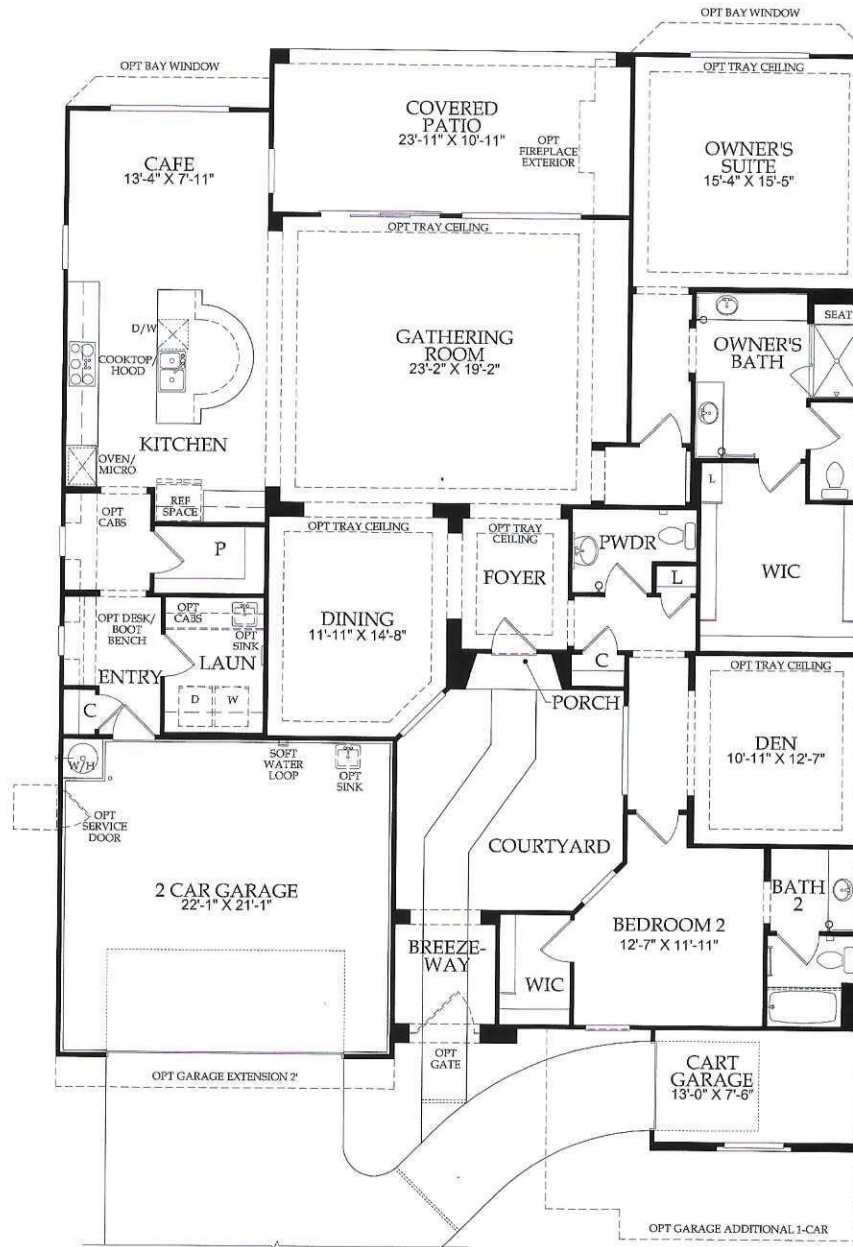 OPT BAY WINDOW
OPT BAY WINDOW
OPT TRAY CEILING
COVERED
PATIO
23'-11" X 10'-11"
OPT
FIREPLACE
EXTERIOR
CAFE
13'-4" X 7'-11"
OWNER'S
SUITE
15'-4" X 15'-5"
OPT TRAY CEILING
D/W
COOKTOP/
HOOD
GATHERING
ROOM
23'-2" X 19'-2"
SEAT
OWNER'S
BATH
KITCHEN
OVEN/
MICRO
REF
SPACE
L
OPT
CABS
P
OPT TRAY CEILING
OPT TRAY
CEILING
FOYER
PWDR
L
WIC
DINING
11'-11" X 14'-8"
OPT DESK/
BOOT
BENCH
OPT
CABS
OPT
SINK
ENTRY
LAUN
D
W
C
C
PORCH
OPT TRAY CEILING
DEN
10'-11" X 12'-7"
W/H
SOFT
WATER
LOOP
OPT
SINK
OPT
SERVICE
DOOR
COURTYARD
2 CAR GARAGE
22'-1" X 21'-1"
BATH
2
BEDROOM 2
12'-7" X 11'-11"
BREEZE-
WAY
WIC
OPT
GATE
OPT GARAGE EXTENSION 2'
CART
GARAGE
13'-0" X 7'-6"
OPT GARAGE ADDITIONAL 1-CAR